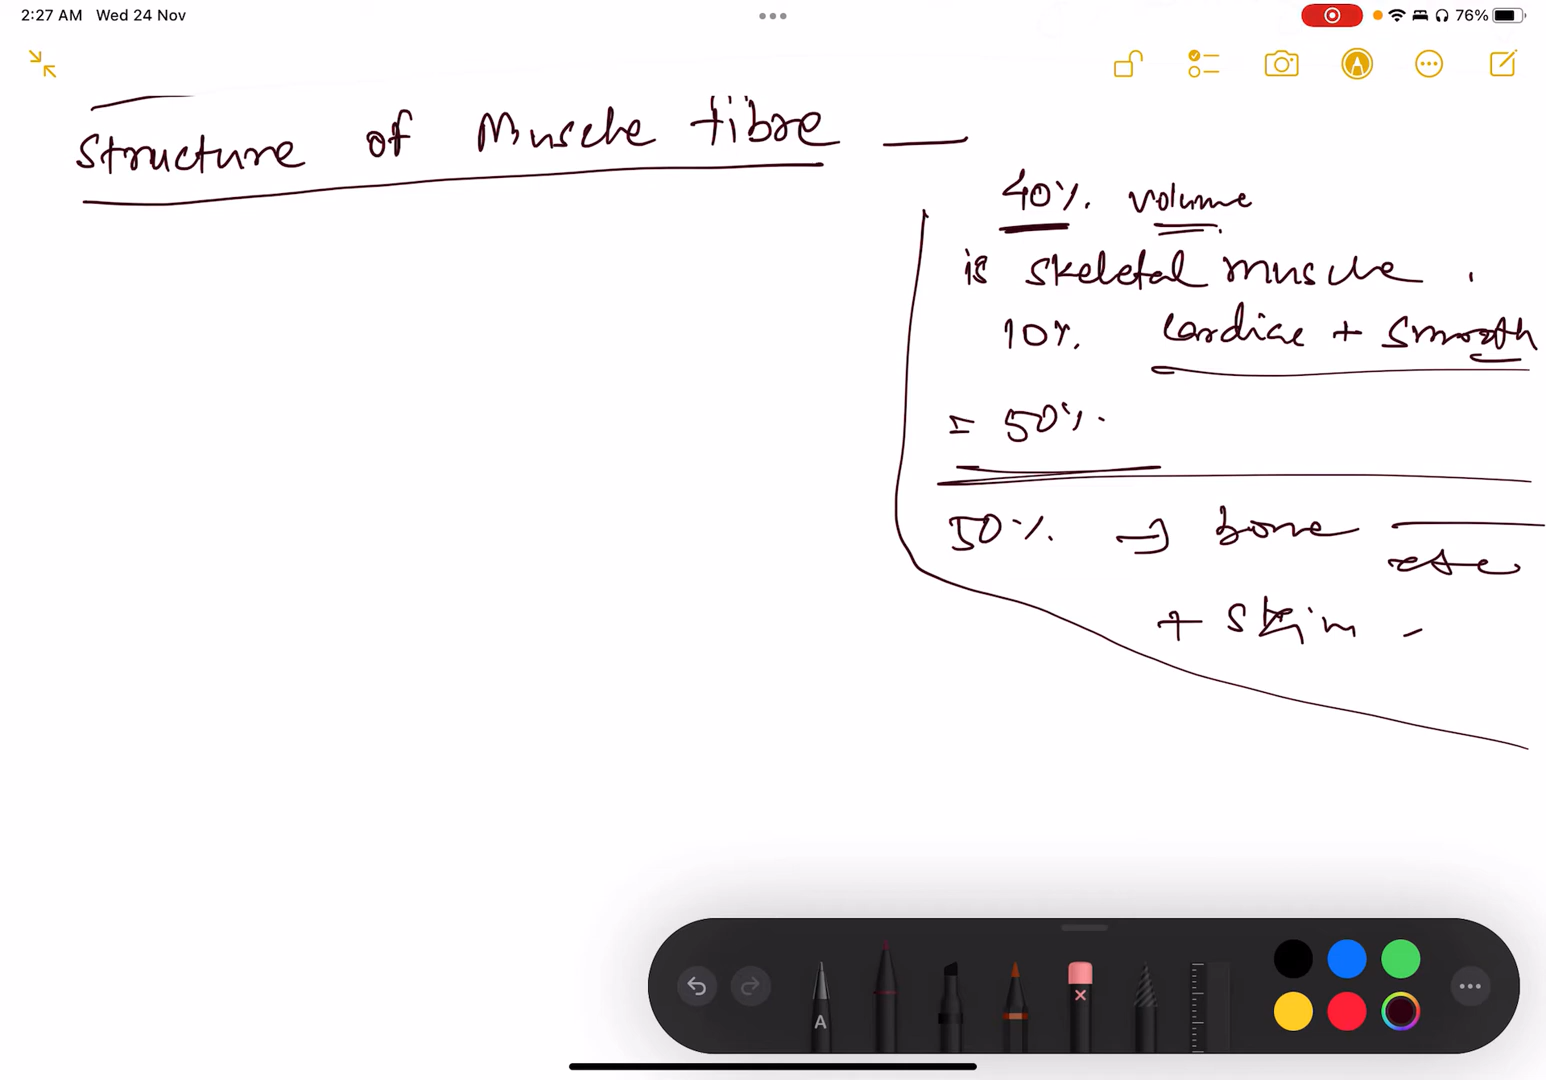 2:27 AM Wed 24 Nov
76%
Structure of Muscle fibre —
40% volume
is skeletal muscle.
10% cardiac + smooth
= 50%.
50% → bone etc
+ skin -
A